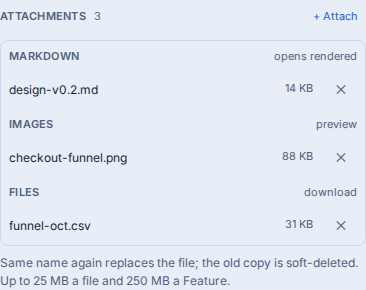 ATTACHMENTS 3 + Attach
MARKDOWN opens rendered
design-v0.2.md 14 KB ×
IMAGES preview
checkout-funnel.png 88 KB ×
FILES download
funnel-oct.csv 31 KB ×
Same name again replaces the file; the old copy is soft-deleted.
Up to 25 MB a file and 250 MB a Feature.